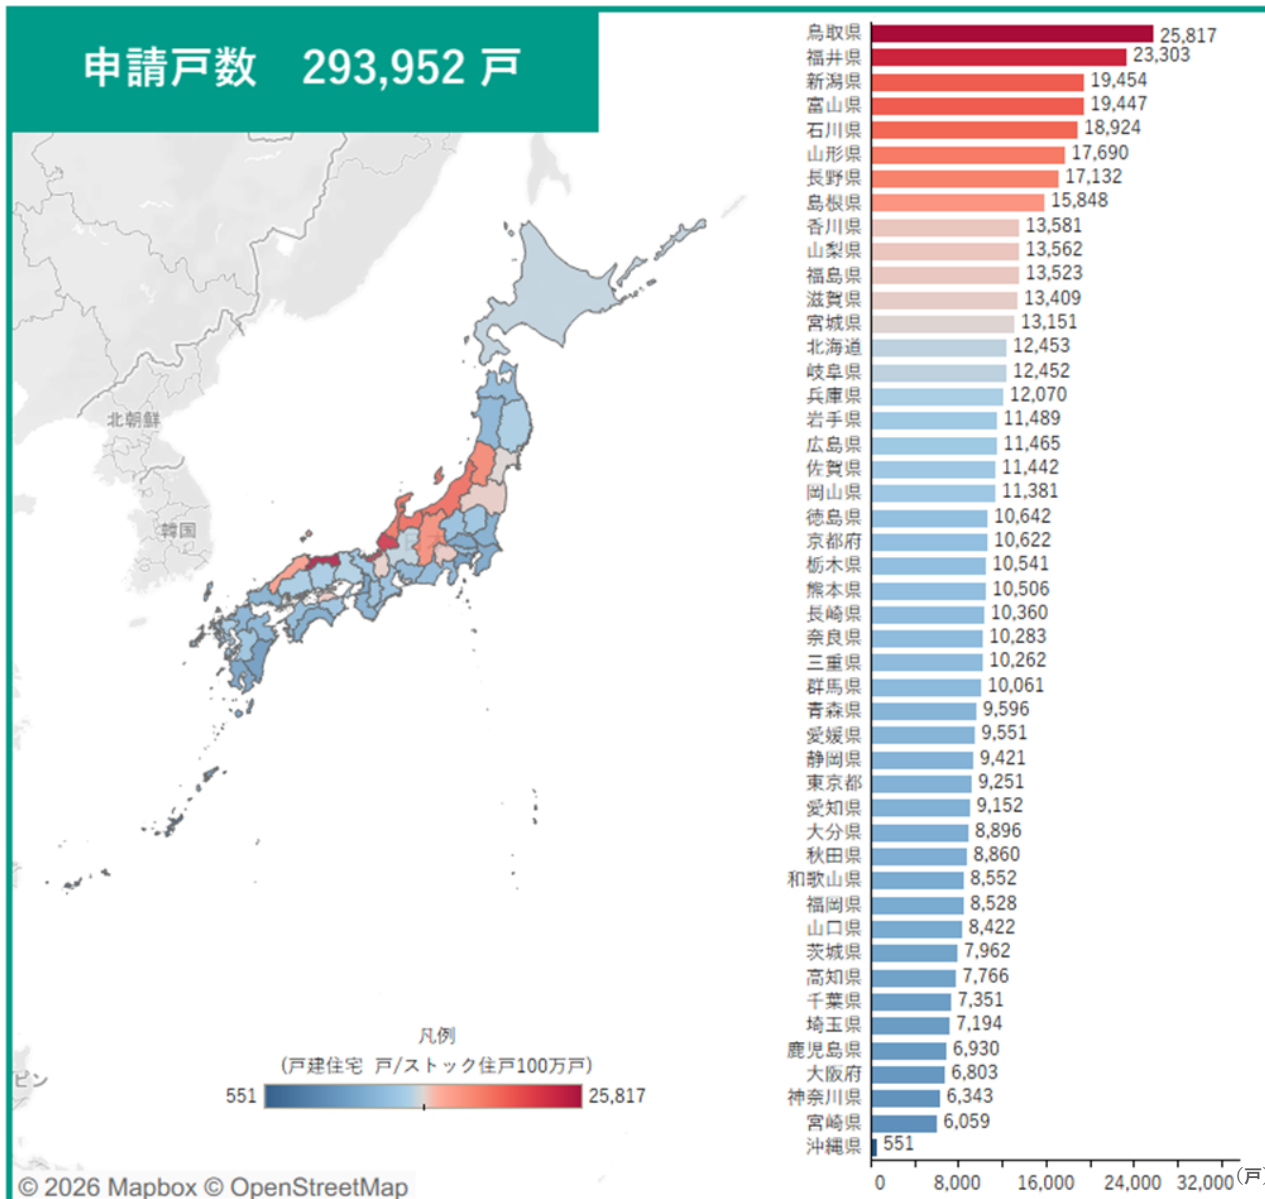 申請戸数 293,952 戸
北朝鮮
韓国
ピン
凡例
(戸建住宅 戸/ストック住戸100万戸)
551 25,817
© 2026 Mapbox © OpenStreetMap
鳥取県 25,817
福井県 23,303
新潟県 19,454
富山県 19,447
石川県 18,924
山形県 17,690
長野県 17,132
島根県 15,848
香川県 13,581
山梨県 13,562
福島県 13,523
滋賀県 13,409
宮城県 13,151
北海道 12,453
岐阜県 12,452
兵庫県 12,070
岩手県 11,489
広島県 11,465
佐賀県 11,442
岡山県 11,381
徳島県 10,642
京都府 10,622
栃木県 10,541
熊本県 10,506
長崎県 10,360
奈良県 10,283
三重県 10,262
群馬県 10,061
青森県 9,596
愛媛県 9,551
静岡県 9,421
東京都 9,251
愛知県 9,152
大分県 8,896
秋田県 8,860
和歌山県 8,552
福岡県 8,528
山口県 8,422
茨城県 7,962
高知県 7,766
千葉県 7,351
埼玉県 7,194
鹿児島県 6,930
大阪府 6,803
神奈川県 6,343
宮崎県 6,059
沖縄県 551
0 8,000 16,000 24,000 32,000 (戸)